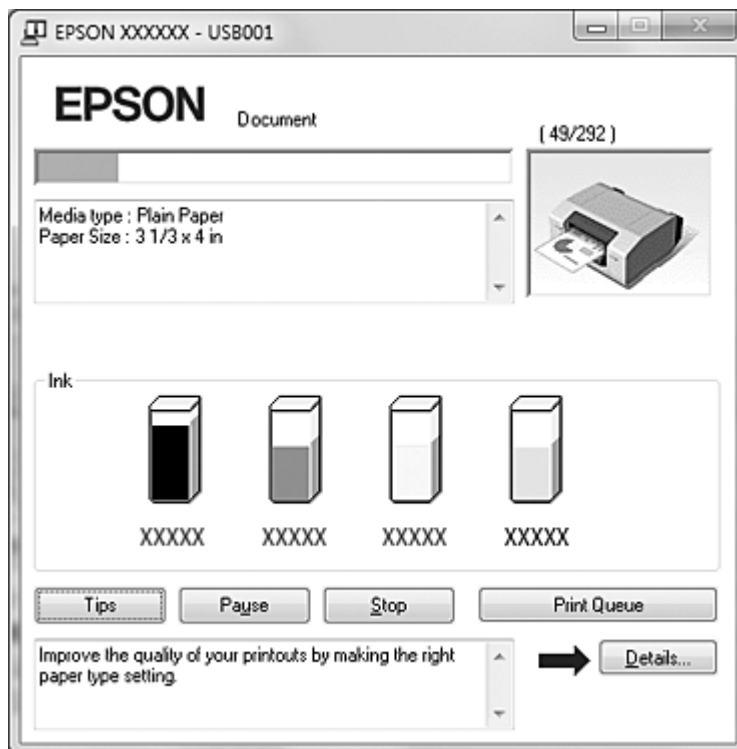 EPSON XXXXXX - USB001
EPSON Document
( 49/292 )
Media type : Plain Paper
Paper Size : 3 1/3 x 4 in
Ink
XXXXX XXXXX XXXXX XXXXX
Tips Pause Stop Print Queue
Improve the quality of your printouts by making the right
paper type setting.
Details...